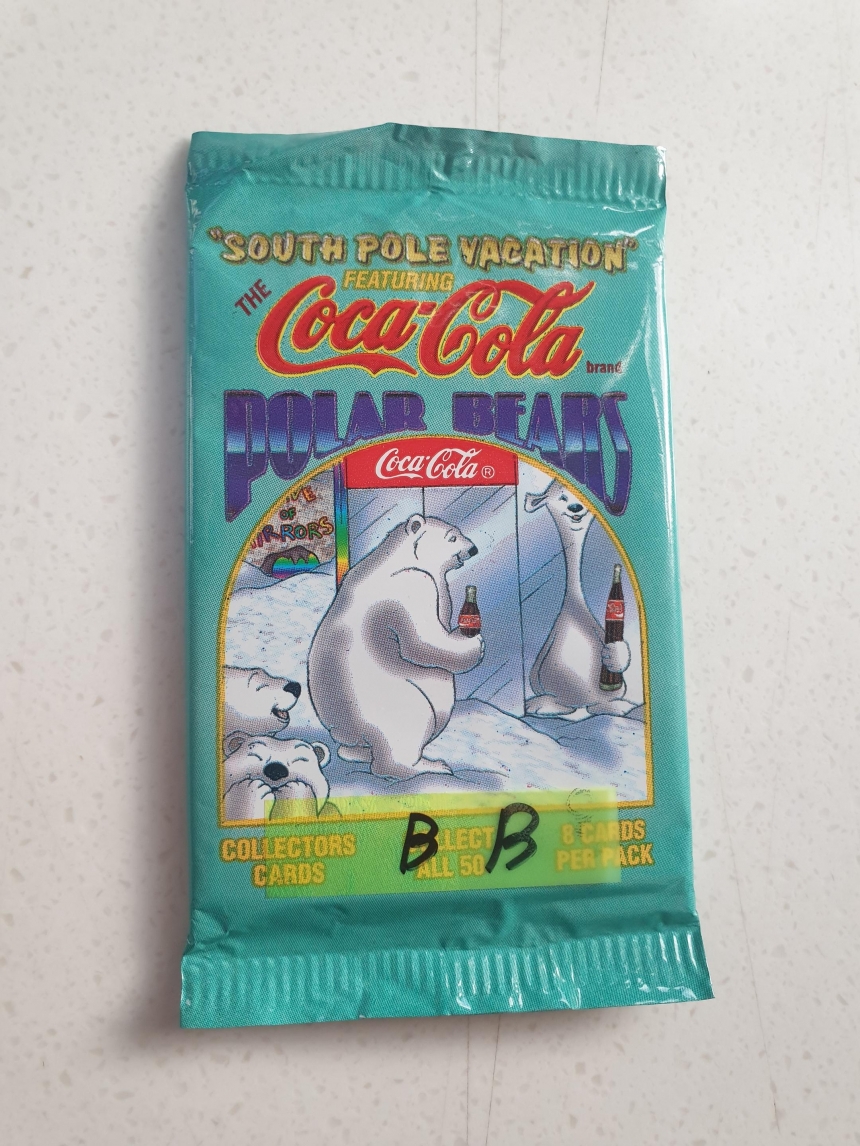 "SOUTH POLE VACATION"
FEATURING
THE Coca-Cola brand
POLAR BEARS
Coca-Cola ®
OF
MIRRORS
COLLECTORS
CARDS
B
ALL 50
B
8 CARDS
PER PACK